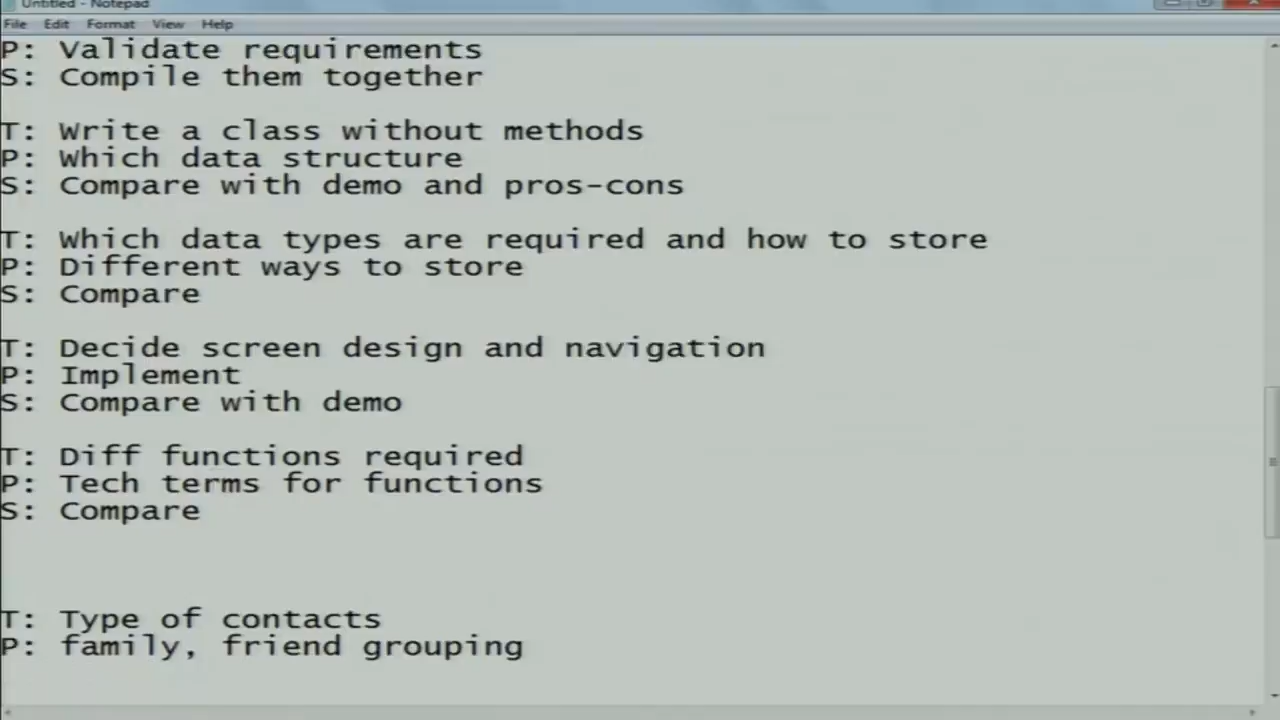 Untitled - Notepad
File Edit Format View Help
P: Validate requirements
S: Compile them together
T: Write a class without methods
P: Which data structure
S: Compare with demo and pros-cons
T: Which data types are required and how to store
P: Different ways to store
S: Compare
T: Decide screen design and navigation
P: Implement
S: Compare with demo
T: Diff functions required
P: Tech terms for functions
S: Compare
T: Type of contacts
P: family, friend grouping